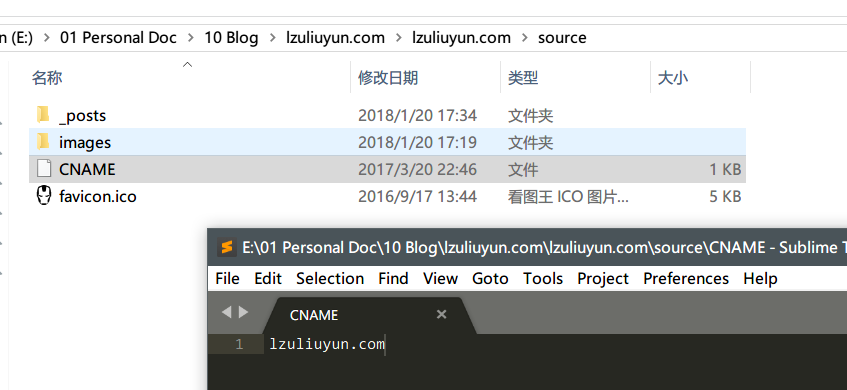 n (E:) > 01 Personal Doc > 10 Blog > lzuliuyun.com > lzuliuyun.com > source
名称 修改日期 类型 大小
_posts 2018/1/20 17:34 文件夹
images 2018/1/20 17:19 文件夹
CNAME 2017/3/20 22:46 文件 1 KB
favicon.ico 2016/9/17 13:44 看图王 ICO 图片... 5 KB
E:\01 Personal Doc\10 Blog\lzuliuyun.com\lzuliuyun.com\source\CNAME - Sublime T
File Edit Selection Find View Goto Tools Project Preferences Help
CNAME
1 lzuliuyun.com